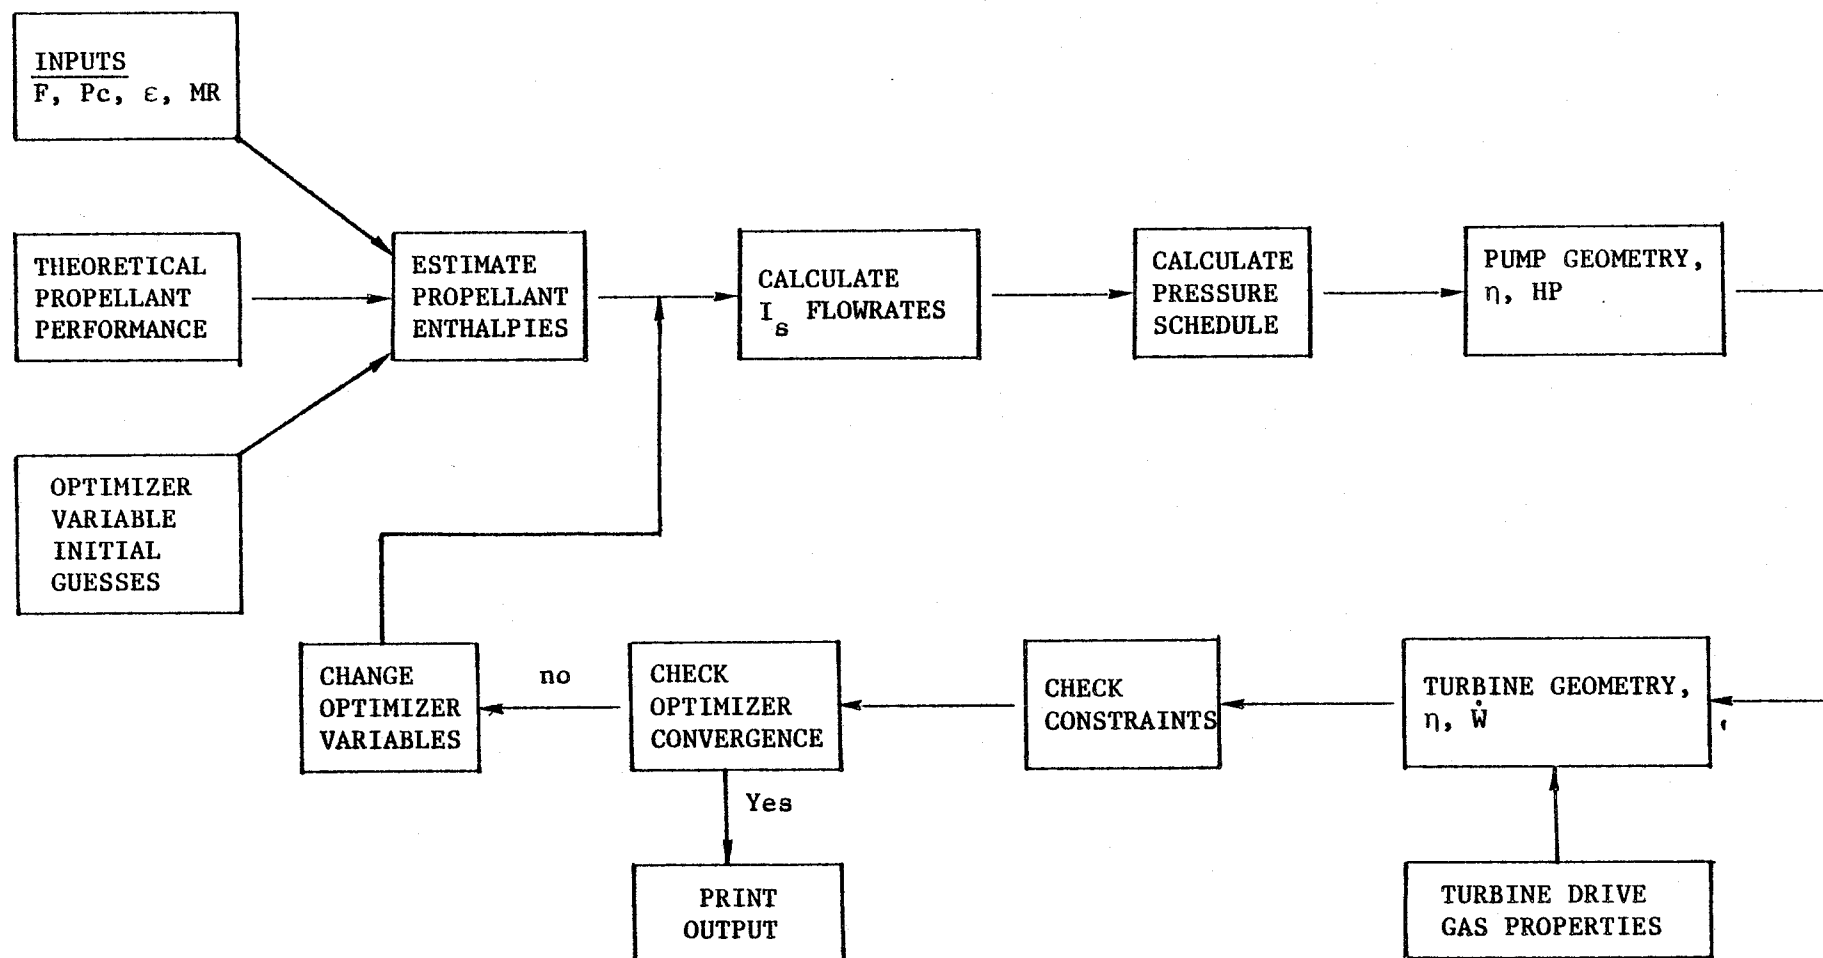 INPUTS
F, Pc, ε, MR
THEORETICAL
PROPELLANT
PERFORMANCE
OPTIMIZER
VARIABLE
INITIAL
GUESSES
ESTIMATE
PROPELLANT
ENTHALPIES
CALCULATE
I_s FLOWRATES
CALCULATE
PRESSURE
SCHEDULE
PUMP GEOMETRY,
η, HP
TURBINE GEOMETRY,
η, Ẇ
TURBINE DRIVE
GAS PROPERTIES
CHECK
CONSTRAINTS
CHECK
OPTIMIZER
CONVERGENCE
no
Yes
CHANGE
OPTIMIZER
VARIABLES
PRINT
OUTPUT